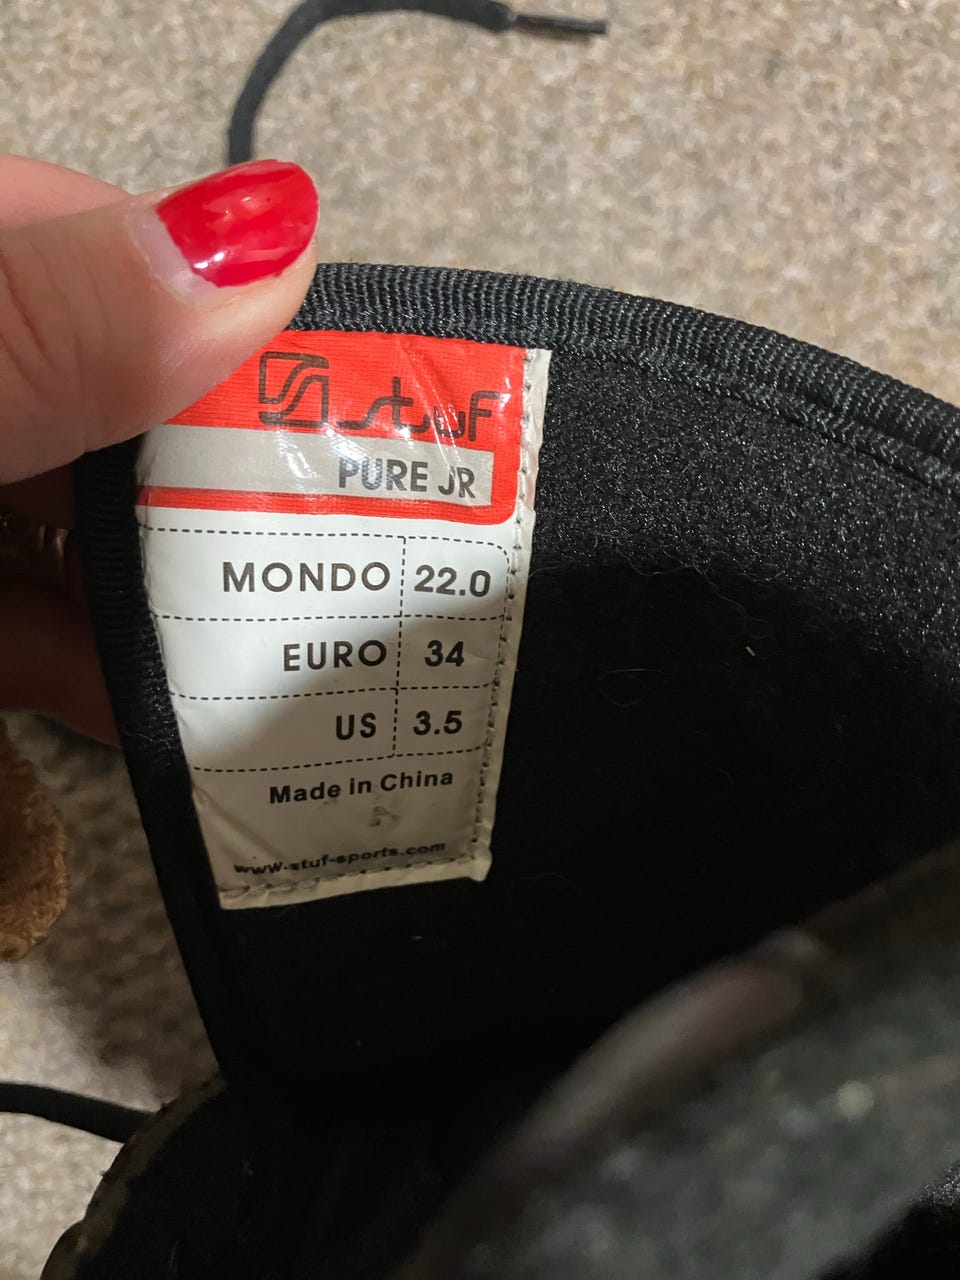 stuf
PURE JR
MONDO 22.0
EURO 34
US 3.5
Made in China
www.stuf-sports.com